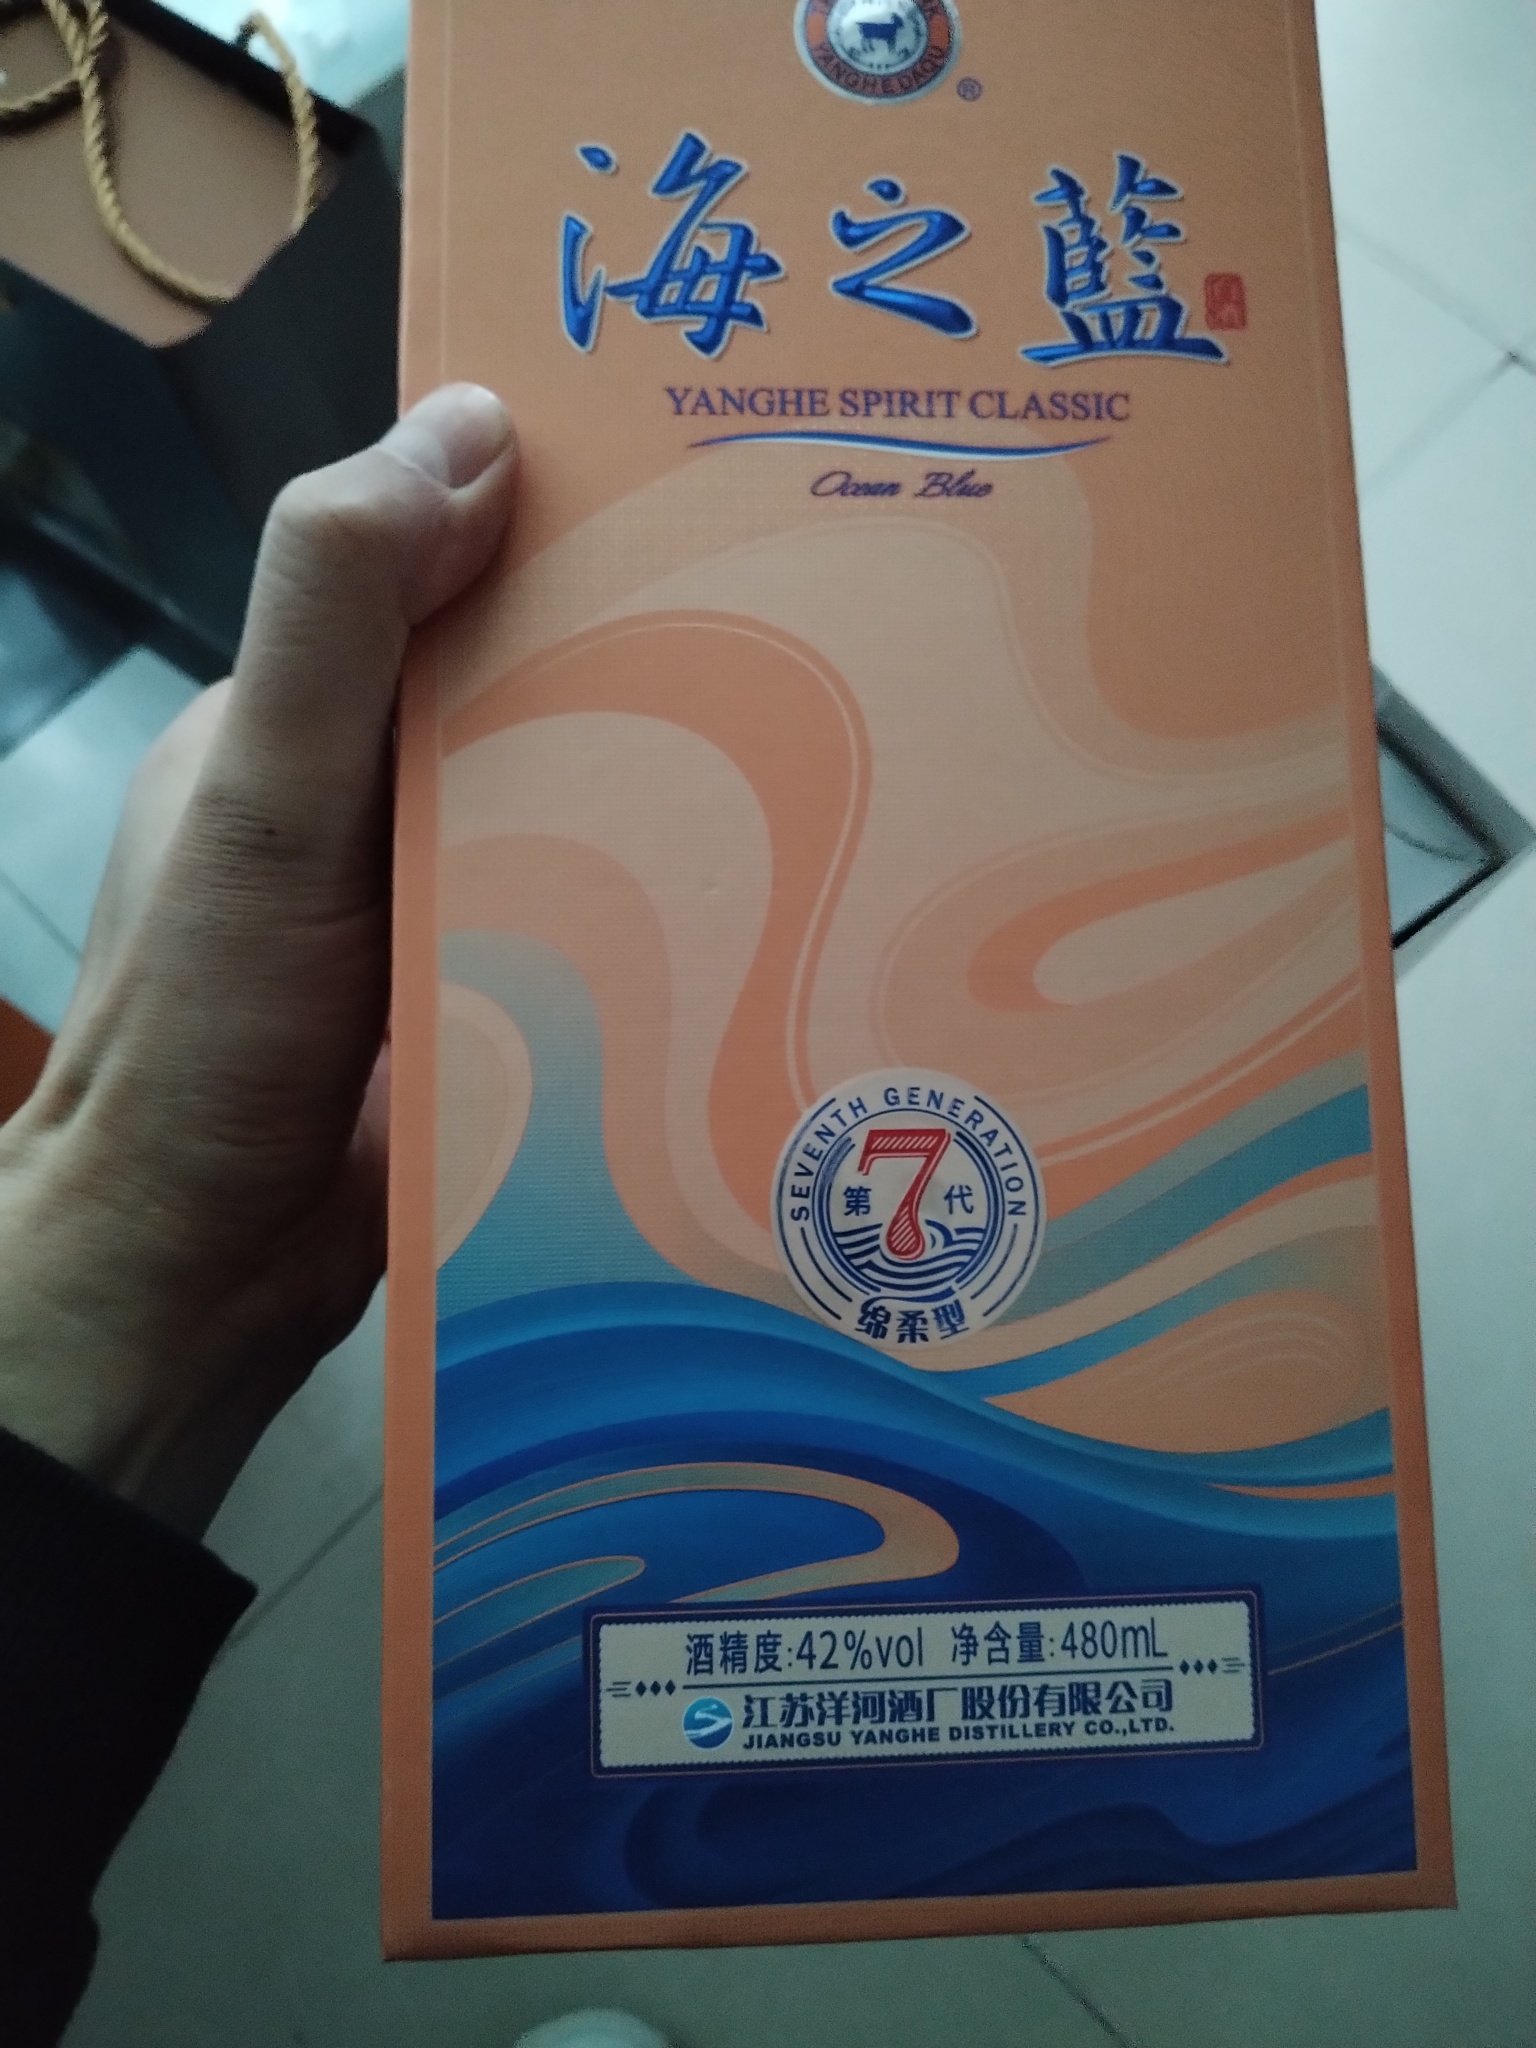 YANGHE DAQU
®
海之藍
YANGHE SPIRIT CLASSIC
Ocean Blue
SEVENTH GENERATION
第7代
绵柔型
酒精度:42%vol 净含量:480mL
江苏洋河酒厂股份有限公司
JIANGSU YANGHE DISTILLERY CO.,LTD.